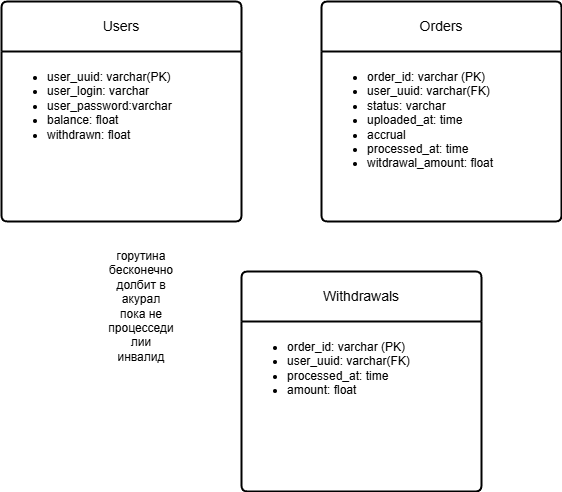 Users
user_uuid: varchar(PK)
user_login: varchar
user_password:varchar
balance: float
withdrawn: float
Orders
order_id: varchar (PK)
user_uuid: varchar(FK)
status: varchar
uploaded_at: time
accrual
processed_at: time
witdrawal_amount: float
горутина
бесконечно
долбит в
акурал
пока не
процесседи
лии
инвалид
Withdrawals
order_id: varchar (PK)
user_uuid: varchar(FK)
processed_at: time
amount: float